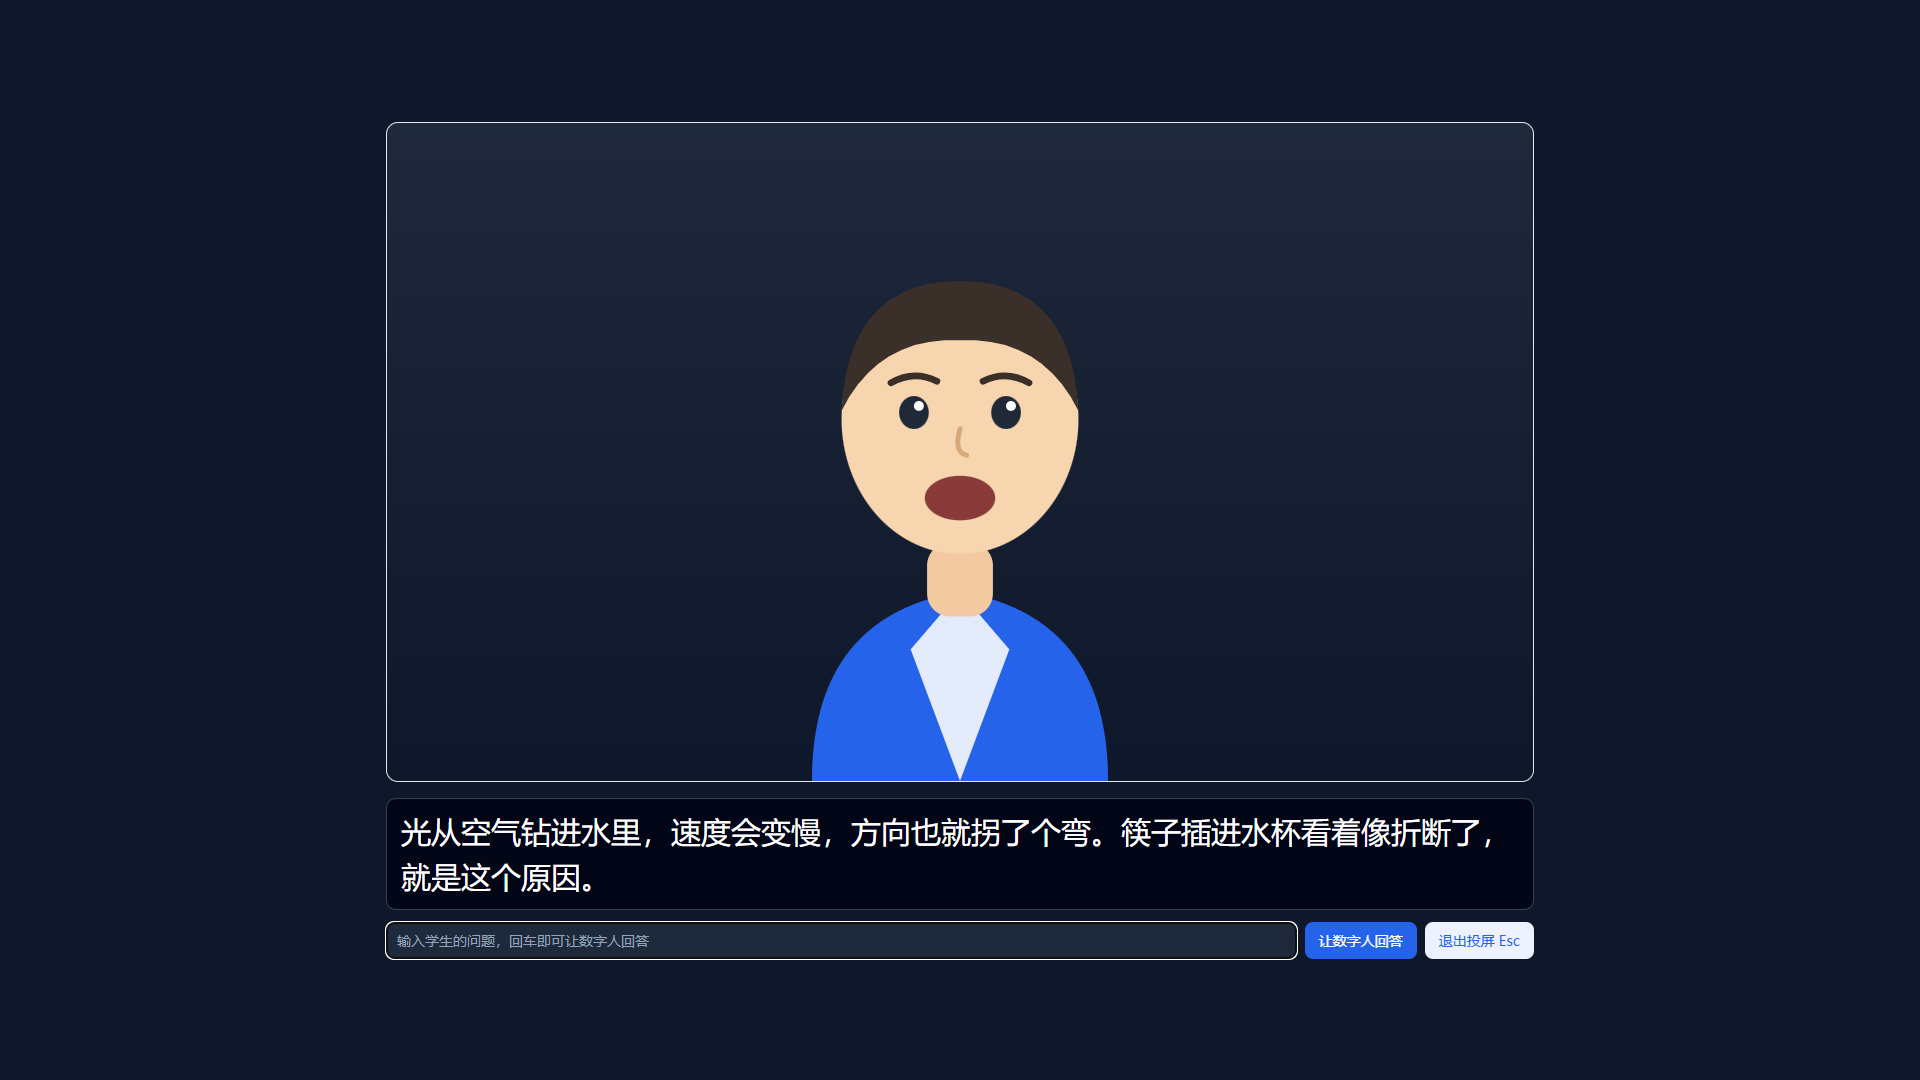 光从空气钻进水里，速度会变慢，方向也就拐了个弯。筷子插进水杯看着像折断了，
就是这个原因。
输入学生的问题，回车即可让数字人回答
让数字人回答
退出投屏 Esc